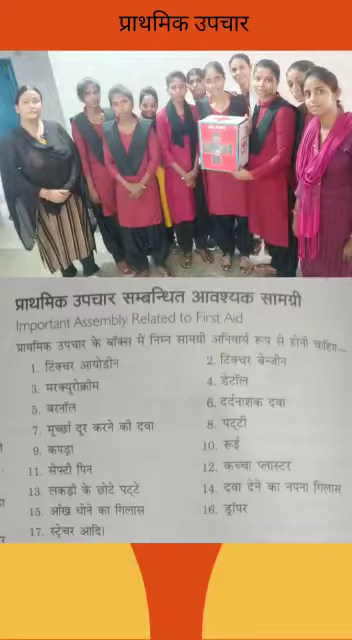 प्राथमिक उपचार
प्राथमिक उपचार सम्बन्धित आवश्यक सामग्री
Important Assembly Related to First Aid
प्राथमिक उपचार के बॉक्स में निम्न सामग्री अनिवार्य रूप से होनी चाहिए—
1. टिंक्चर आयोडीन
2. टिंक्चर बेन्जीन
3. मरक्यूरोक्रोम
4. डेटॉल
5. बरनॉल
6. दर्दनाशक दवा
7. मूर्च्छा दूर करने की दवा
8. पट्टी
9. कपड़ा
10. रूई
11. सेफ्टी पिन
12. कच्चा प्लास्टर
13. लकड़ी के छोटे पट्टे
14. दवा देने का नपना गिलास
15. आँख धोने का गिलास
16. ड्रॉपर
17. स्ट्रेचर आदि।